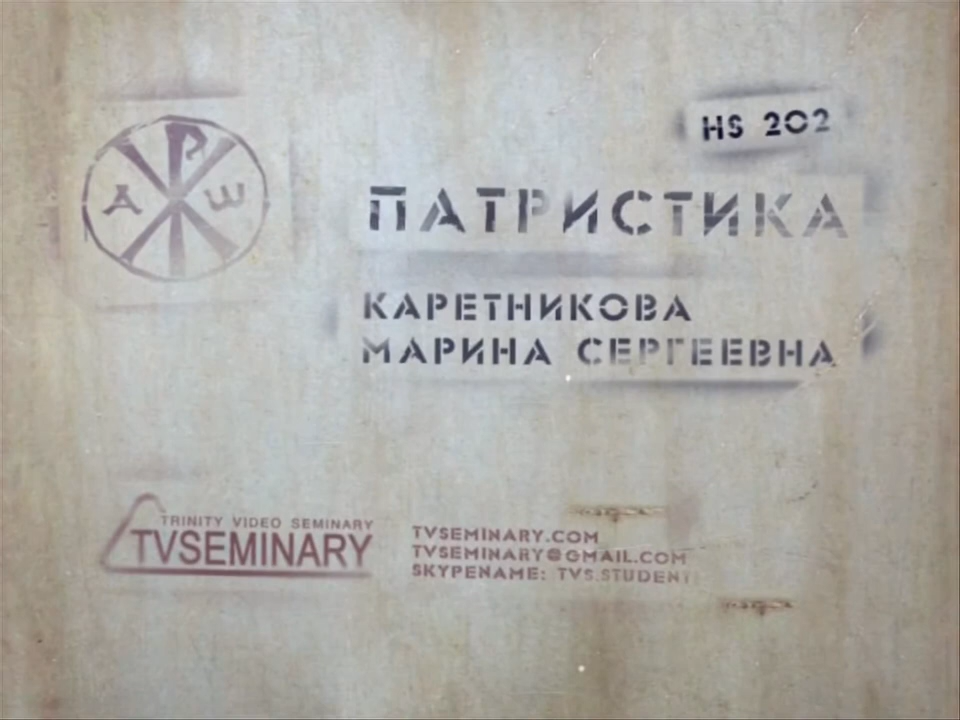 HS 202
ПАТРИСТИКА
КАРЕТНИКОВА
МАРИНА СЕРГЕЕВНА
Α Ρ Ш
TRINITY VIDEO SEMINARY
TVSEMINARY
TVSEMINARY.COM
TVSEMINARY@GMAIL.COM
SKYPENAME: TVS.STUDENT